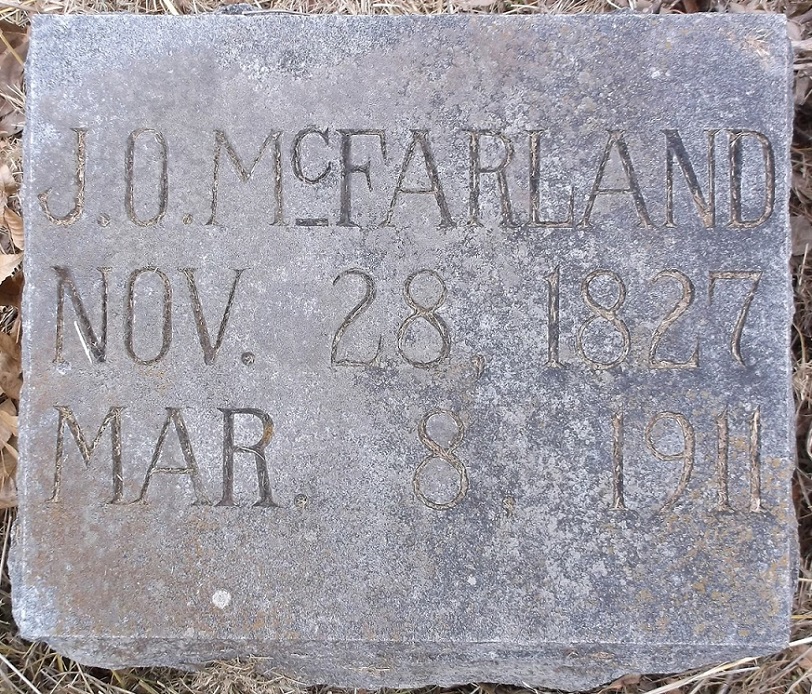 J.O. McFARLAND
NOV. 28, 1827
MAR. 8. 1911